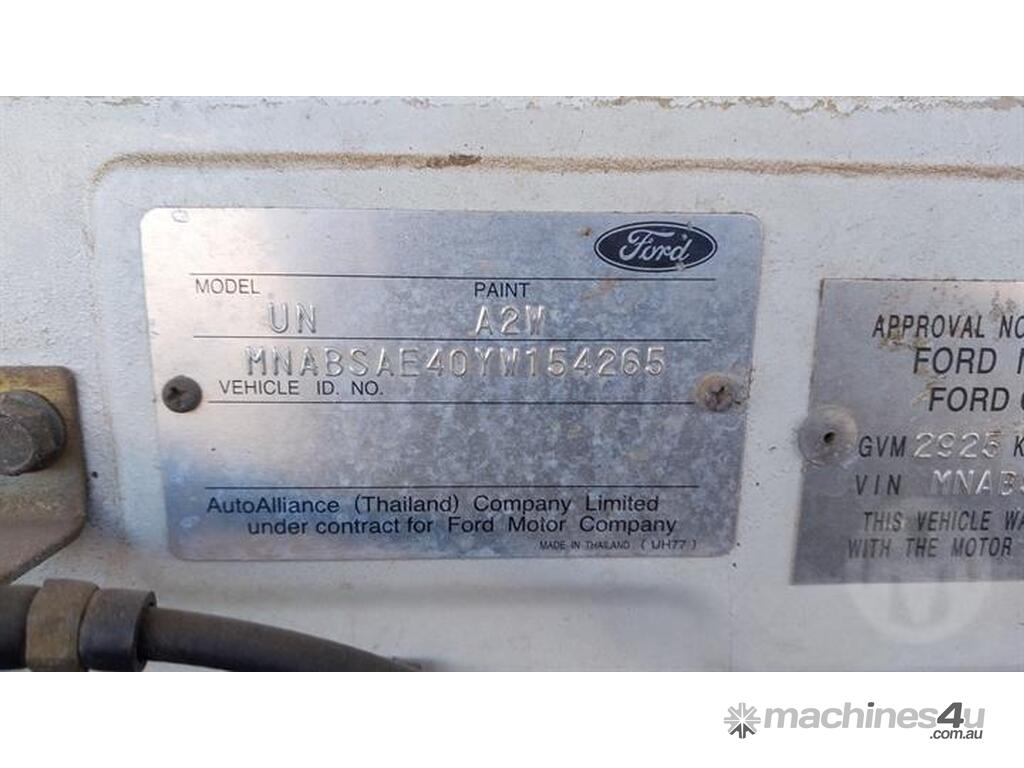 Ford
MODEL PAINT
UN A2W
MNABSAE40YW154265
VEHICLE ID. NO.
AutoAlliance (Thailand) Company Limited
under contract for Ford Motor Company
MADE IN THAILAND ( UH77 )
APPROVAL NO
FORD
FORD
GVM 2925 K
VIN MNABS
THIS VEHICLE WA
WITH THE MOTOR
machines4u
.com.au